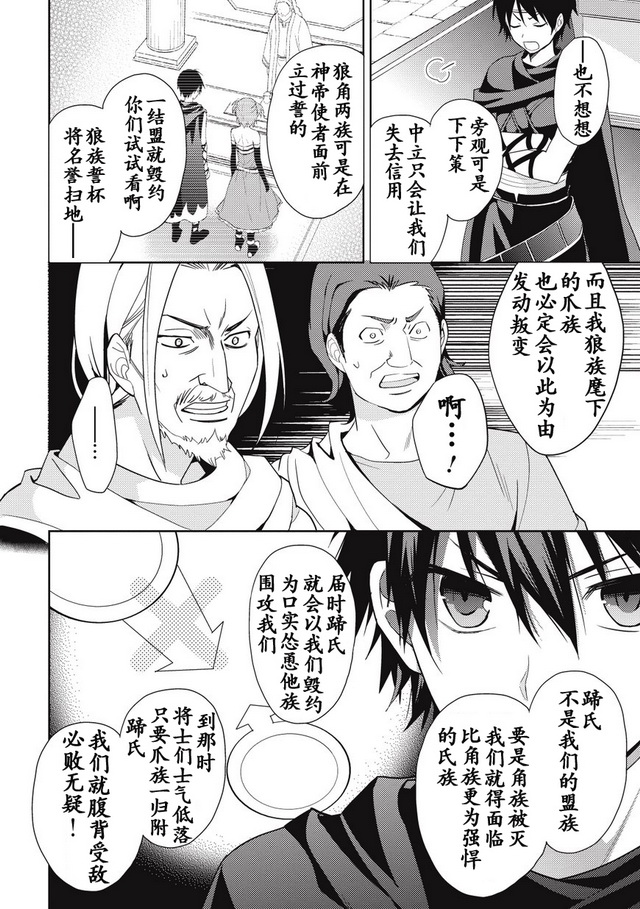 ——也不想想
旁观可是
下下策
中立只会让我们
失去信用
狼角两族可是在
神帝使者面前
立过誓的
一结盟就毁约
你们试试看啊
狼族誓杯
将名誉扫地——
而且我狼族麾下
的爪族
也必定会以此为由
发动叛变
啊…！
——…
蹄氏
不是我们的盟族
要是角族被灭
我们就得面临
比角族更为强悍
的氏族
届时蹄氏
就会以我们毁约
为口实怂恿他族
围攻我们
到那时
将士们士气低落
只要爪族一归附
蹄氏
我们就腹背受敌
必败无疑！